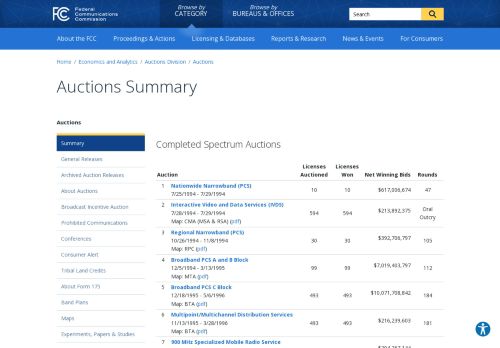 FCC
Federal
Communications
Commission
Browse by
CATEGORY
Browse by
BUREAUS & OFFICES
Search
About the FCC
Proceedings & Actions
Licensing & Databases
Reports & Research
News & Events
For Consumers
Home / Economics and Analytics / Auctions Division / Auctions
Auctions Summary
Auctions
Summary
General Releases
Archived Auction Releases
About Auctions
Broadcast Incentive Auction
Prohibited Communications
Conferences
Consumer Alert
Tribal Land Credits
About Form 175
Band Plans
Maps
Experiments, Papers & Studies
Completed Spectrum Auctions
Auction
Licenses
Auctioned
Licenses
Won
Net Winning Bids
Rounds
1 Nationwide Narrowband (PCS)
7/25/1994 - 7/29/1994
10 10 $617,006,674 47
2 Interactive Video and Data Services (IVDS)
7/28/1994 - 7/29/1994
Map: CMA (MSA & RSA) (pdf)
594 594 $213,892,375 Oral
Outcry
3 Regional Narrowband (PCS)
10/26/1994 - 11/8/1994
Map: RPC (pdf)
30 30 $392,706,797 105
4 Broadband PCS A and B Block
12/5/1994 - 3/13/1995
Map: MTA (pdf)
99 99 $7,019,403,797 112
5 Broadband PCS C Block
12/18/1995 - 5/6/1996
Map: BTA (pdf)
493 493 $10,071,708,842 184
6 Multipoint/Multichannel Distribution Services
11/13/1995 - 3/28/1996
Map: BTA (pdf)
493 493 $216,239,603 181
7 900 MHz Specialized Mobile Radio Service